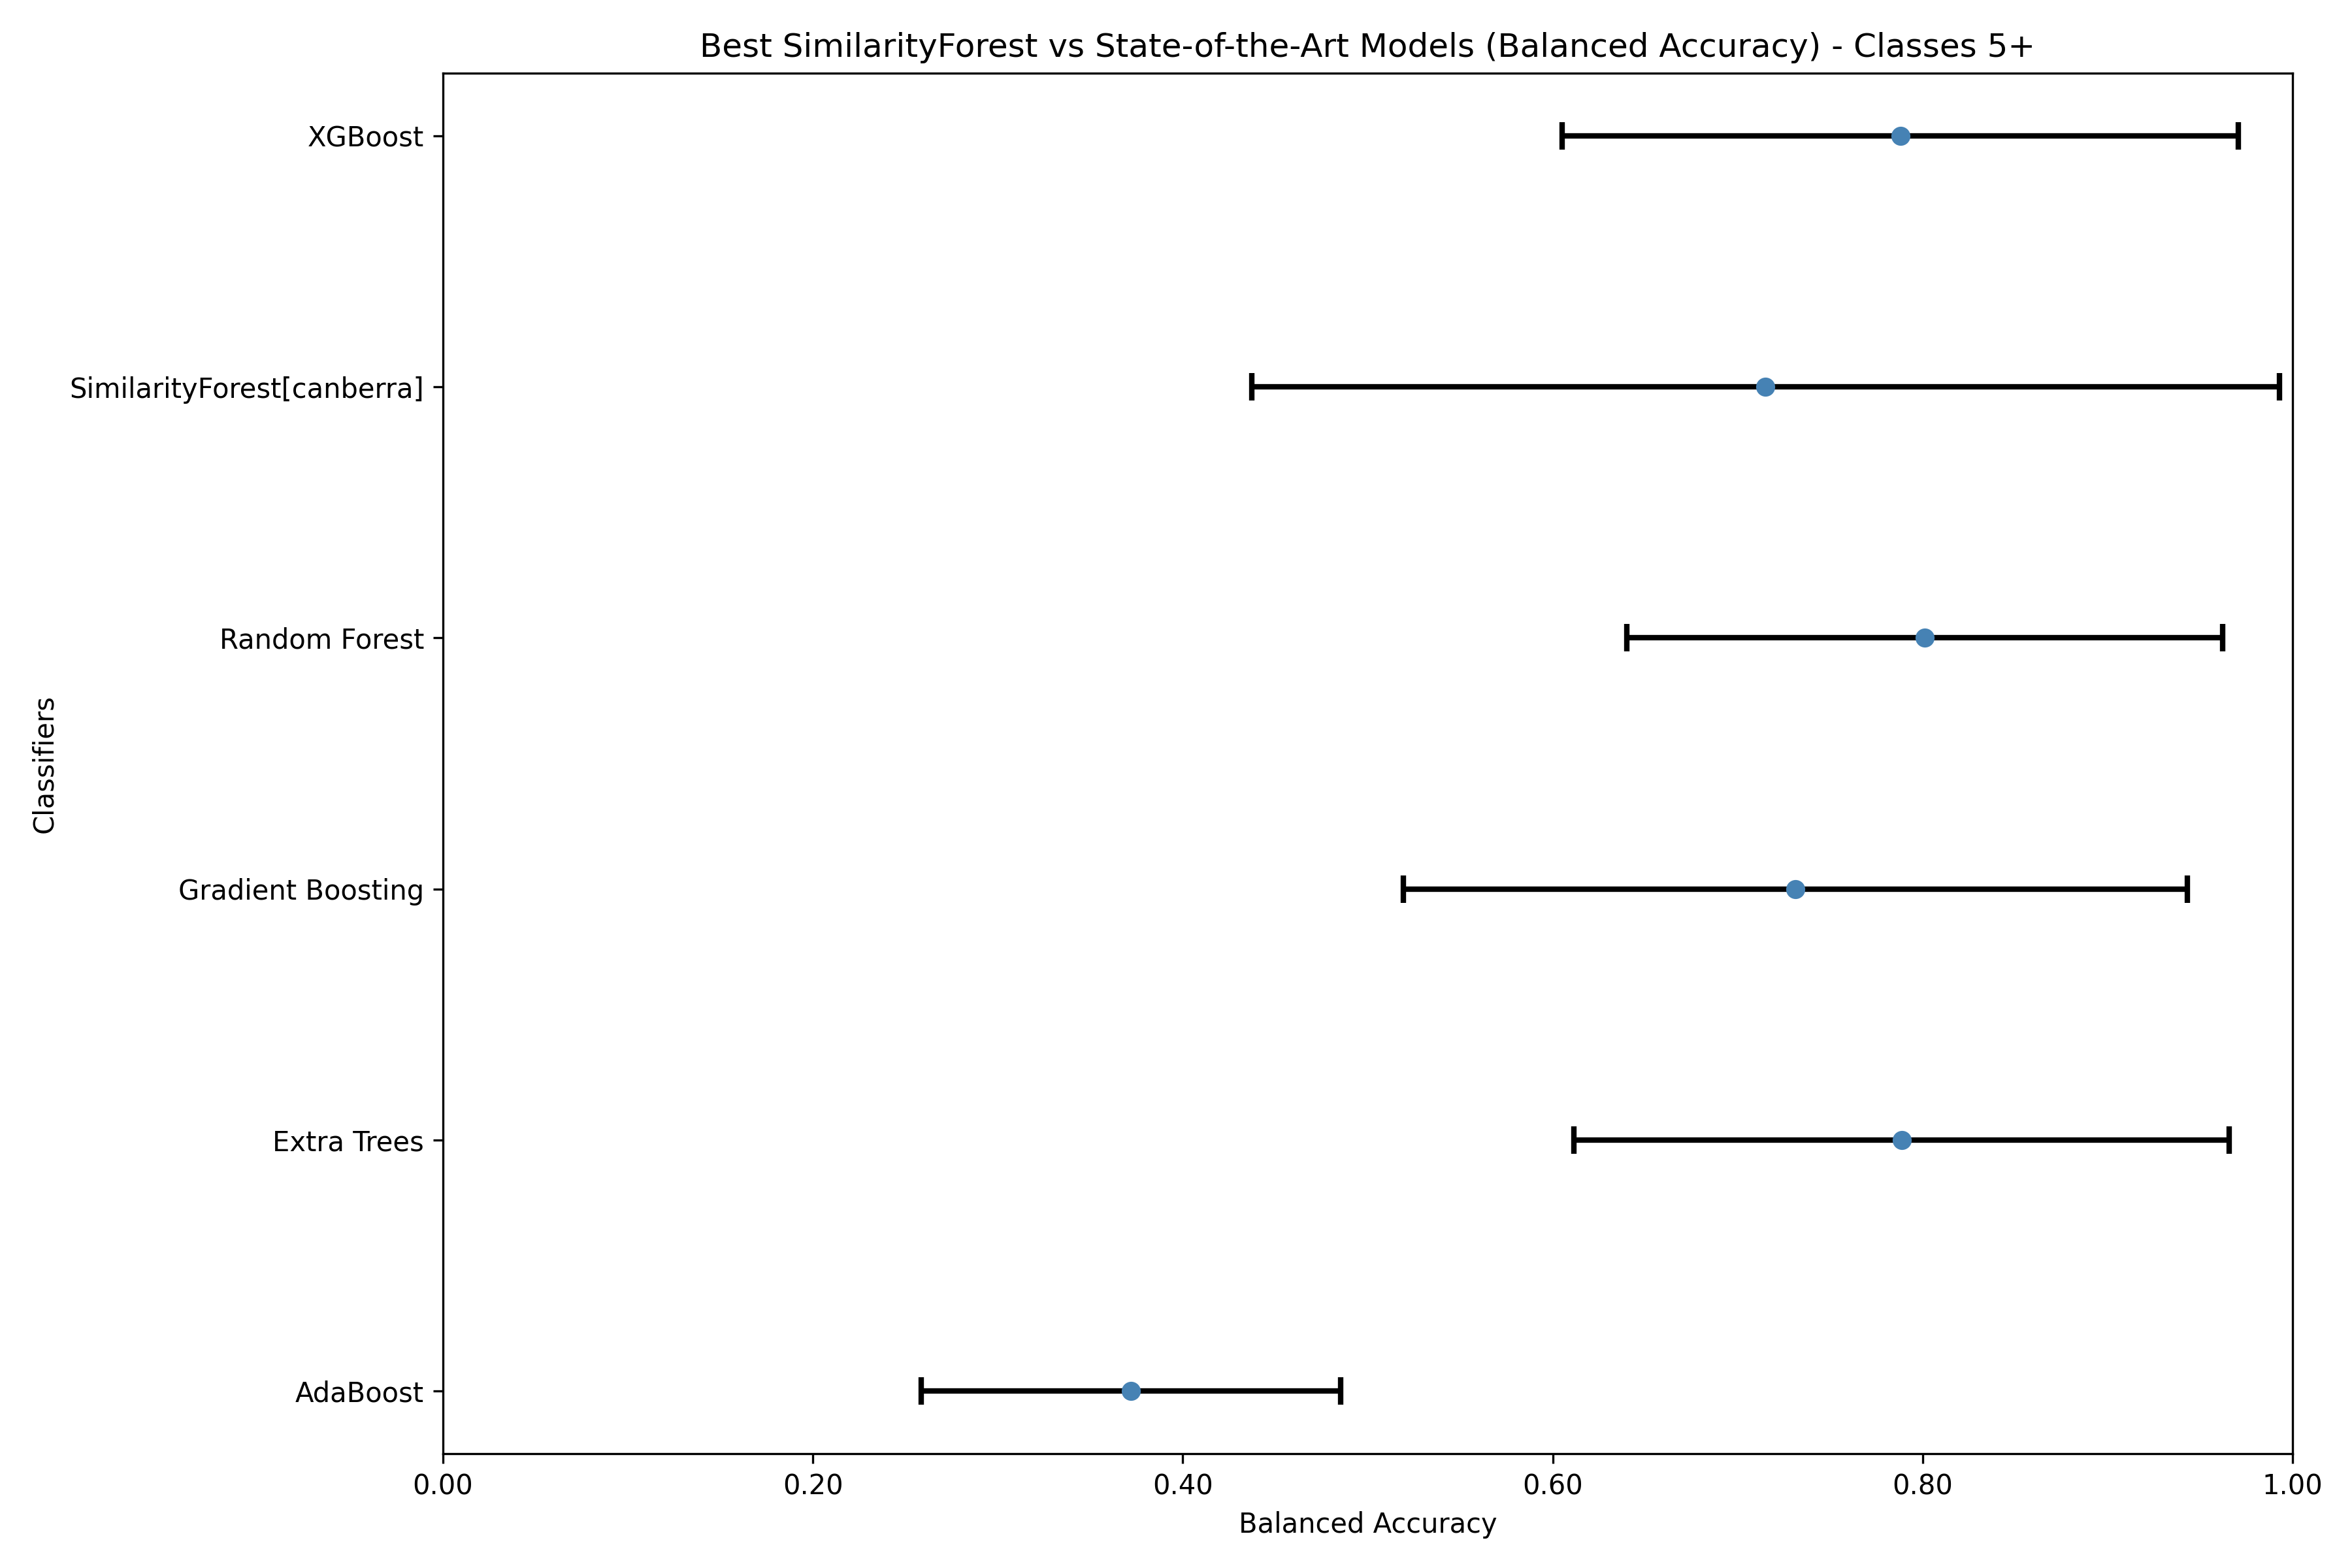 Best SimilarityForest vs State-of-the-Art Models (Balanced Accuracy) - Classes 5+
XGBoost
SimilarityForest[canberra]
Random Forest
Gradient Boosting
Extra Trees
AdaBoost
Classifiers
0.00 0.20 0.40 0.60 0.80 1.00
Balanced Accuracy